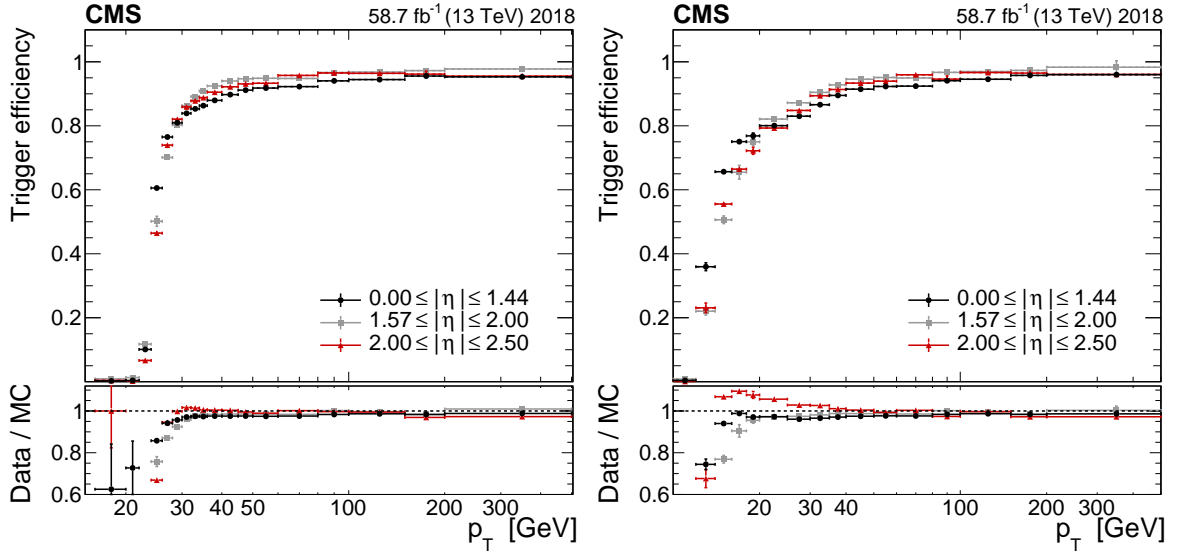 CMS 58.7 fb⁻¹ (13 TeV) 2018
Trigger efficiency
1
0.8
0.6
0.4
0.2
0.00 ≤ | η | ≤ 1.44
1.57 ≤ | η | ≤ 2.00
2.00 ≤ | η | ≤ 2.50
Data / MC
1
0.8
0.6
20 30 40 100 200 300
p_T [GeV]
CMS 58.7 fb⁻¹ (13 TeV) 2018
Trigger efficiency
1
0.8
0.6
0.4
0.2
0.00 ≤ | η | ≤ 1.44
1.57 ≤ | η | ≤ 2.00
2.00 ≤ | η | ≤ 2.50
Data / MC
1
0.8
0.6
20 30 40 100 200 300
p_T [GeV]